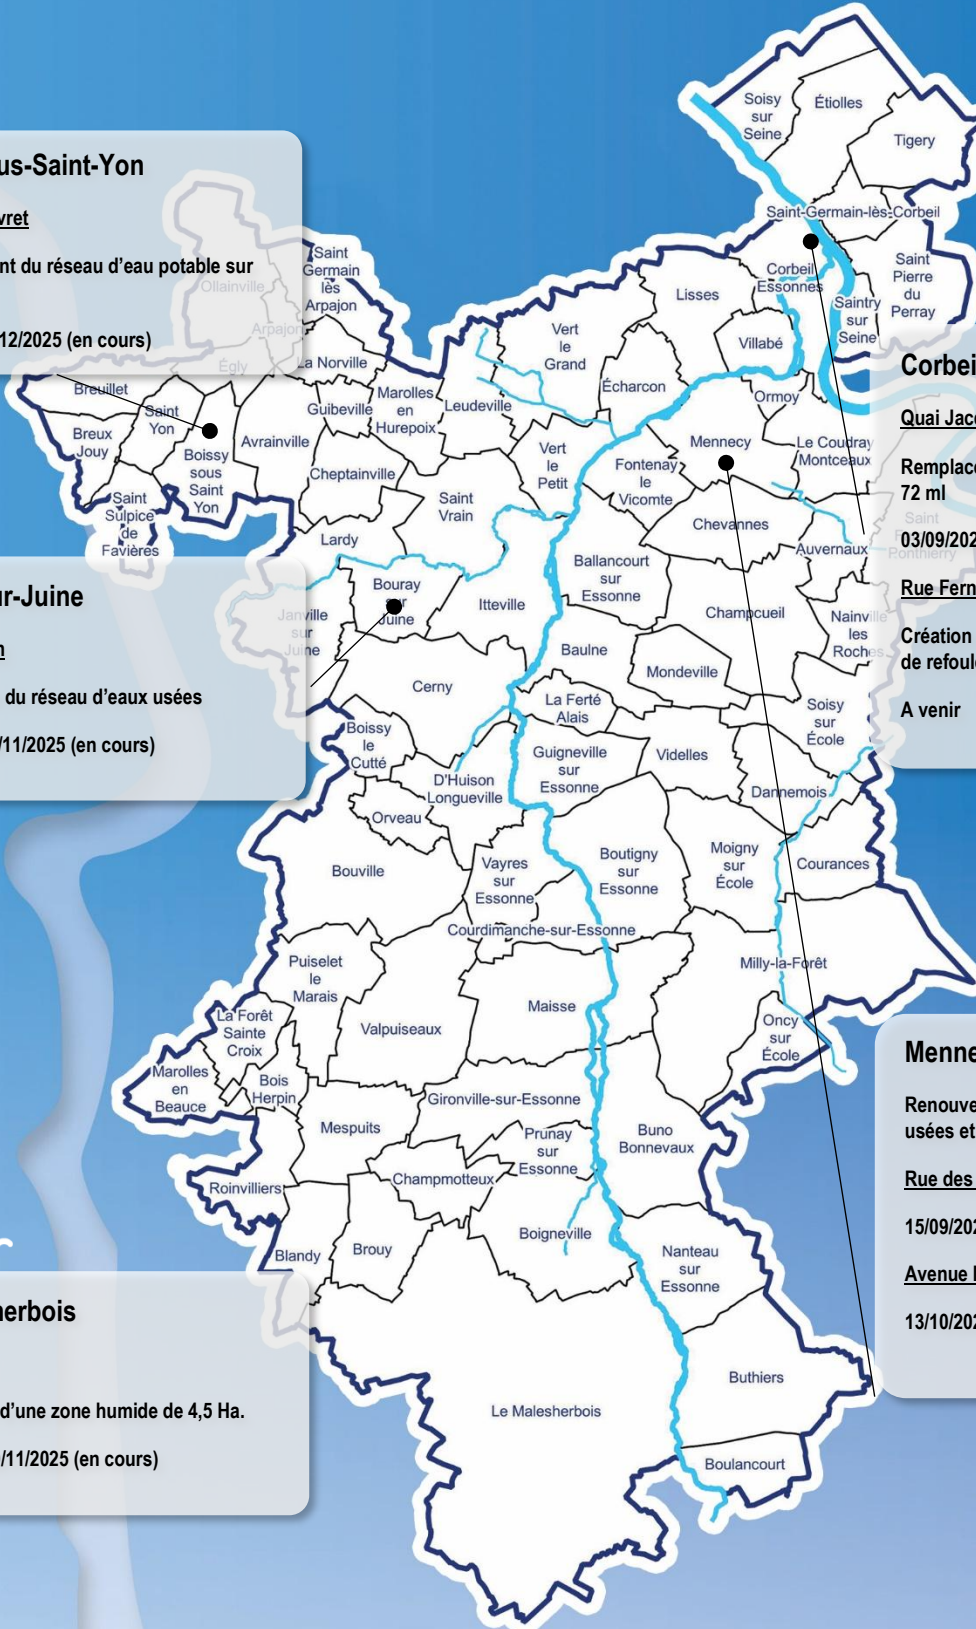 us-Saint-Yon
vret
nt du réseau d'eau potable sur
12/2025 (en cours)
ur-Juine
n
du réseau d'eaux usées
/11/2025 (en cours)
herbois
d'une zone humide de 4,5 Ha.
/11/2025 (en cours)
Corbei
Quai Jac
Remplac
72 ml
03/09/202
Rue Fern
Création
de refoul
A venir
Menne
Renouve
usées et
Rue des
15/09/202
Avenue
13/10/202
Soisy
sur
Seine
Étiolles
Tigery
Saint-Germain-lès-Corbeil
Corbeil
Essonnes
Saint
Pierre
du
Perray
Saintry
sur
Seine
Lisses
Villabé
Vert
le
Grand
Écharcon
Ormoy
Le Coudray
Montceaux
Mennecy
Fontenay
le
Vicomte
Chevannes
Auvernaux
Saint
Ponthierry
Ollainville
Arpajon
Égly
Saint
Germain
lès
Arpajon
La Norville
Breuillet
Guibeville
Marolles
en
Hurepoix
Leudeville
Breux
Jouy
Saint
Yon
Boissy
sous
Saint
Yon
Avrainville
Cheptainville
Vert
le
Petit
Saint
Sulpice
de
Favières
Saint
Vrain
Lardy
Janville
sur
Juine
Bouray
sur
Juine
Itteville
Ballancourt
sur
Essonne
Champcueil
Nainville
les
Roches
Baulne
Mondeville
Cerny
La Ferté
Alais
Soisy
sur
École
Boissy
le
Cutté
D'Huison
Longueville
Guigneville
sur
Essonne
Videlles
Dannemois
Orveau
Bouville
Vayres
sur
Essonne
Boutigny
sur
Essonne
Moigny
sur
École
Courances
Courdimanche-sur-Essonne
Puiselet
le
Marais
Milly-la-Forêt
Maisse
Valpuiseaux
La Forêt
Sainte
Croix
Oncy
sur
École
Marolles
en
Beauce
Bois
Herpin
Gironville-sur-Essonne
Mespuits
Prunay
sur
Essonne
Buno
Bonnevaux
Roinvilliers
Champmotteux
Blandy
Brouy
Boigneville
Nanteau
sur
Essonne
Buthiers
Le Malesherbois
Boulancourt